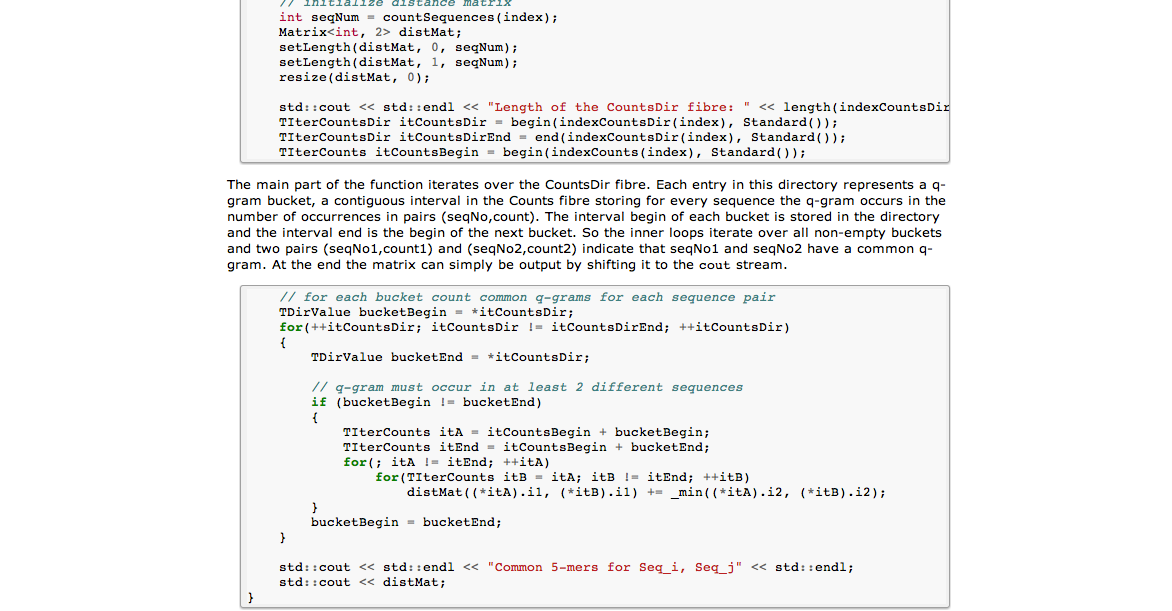 // initialize distance matrix
int seqNum = countSequences(index);
Matrix<int, 2> distMat;
setLength(distMat, 0, seqNum);
setLength(distMat, 1, seqNum);
resize(distMat, 0);
std::cout << std::endl << "Length of the CountsDir fibre: " << length(indexCountsDir
TIterCountsDir itCountsDir = begin(indexCountsDir(index), Standard());
TIterCountsDir itCountsDirEnd = end(indexCountsDir(index), Standard());
TIterCounts itCountsBegin = begin(indexCounts(index), Standard());
The main part of the function iterates over the CountsDir fibre. Each entry in this directory represents a q-
gram bucket, a contiguous interval in the Counts fibre storing for every sequence the q-gram occurs in the
number of occurrences in pairs (seqNo,count). The interval begin of each bucket is stored in the directory
and the interval end is the begin of the next bucket. So the inner loops iterate over all non-empty buckets
and two pairs (seqNo1,count1) and (seqNo2,count2) indicate that seqNo1 and seqNo2 have a common q-
gram. At the end the matrix can simply be output by shifting it to the cout stream.
// for each bucket count common q-grams for each sequence pair
TDirValue bucketBegin = *itCountsDir;
for(++itCountsDir; itCountsDir != itCountsDirEnd; ++itCountsDir)
{
TDirValue bucketEnd = *itCountsDir;
// q-gram must occur in at least 2 different sequences
if (bucketBegin != bucketEnd)
{
TIterCounts itA = itCountsBegin + bucketBegin;
TIterCounts itEnd = itCountsBegin + bucketEnd;
for(; itA != itEnd; ++itA)
for(TIterCounts itB = itA; itB != itEnd; ++itB)
distMat((*itA).i1, (*itB).i1) += _min((*itA).i2, (*itB).i2);
}
bucketBegin = bucketEnd;
}
std::cout << std::endl << "Common 5-mers for Seq_i, Seq_j" << std::endl;
std::cout << distMat;
}